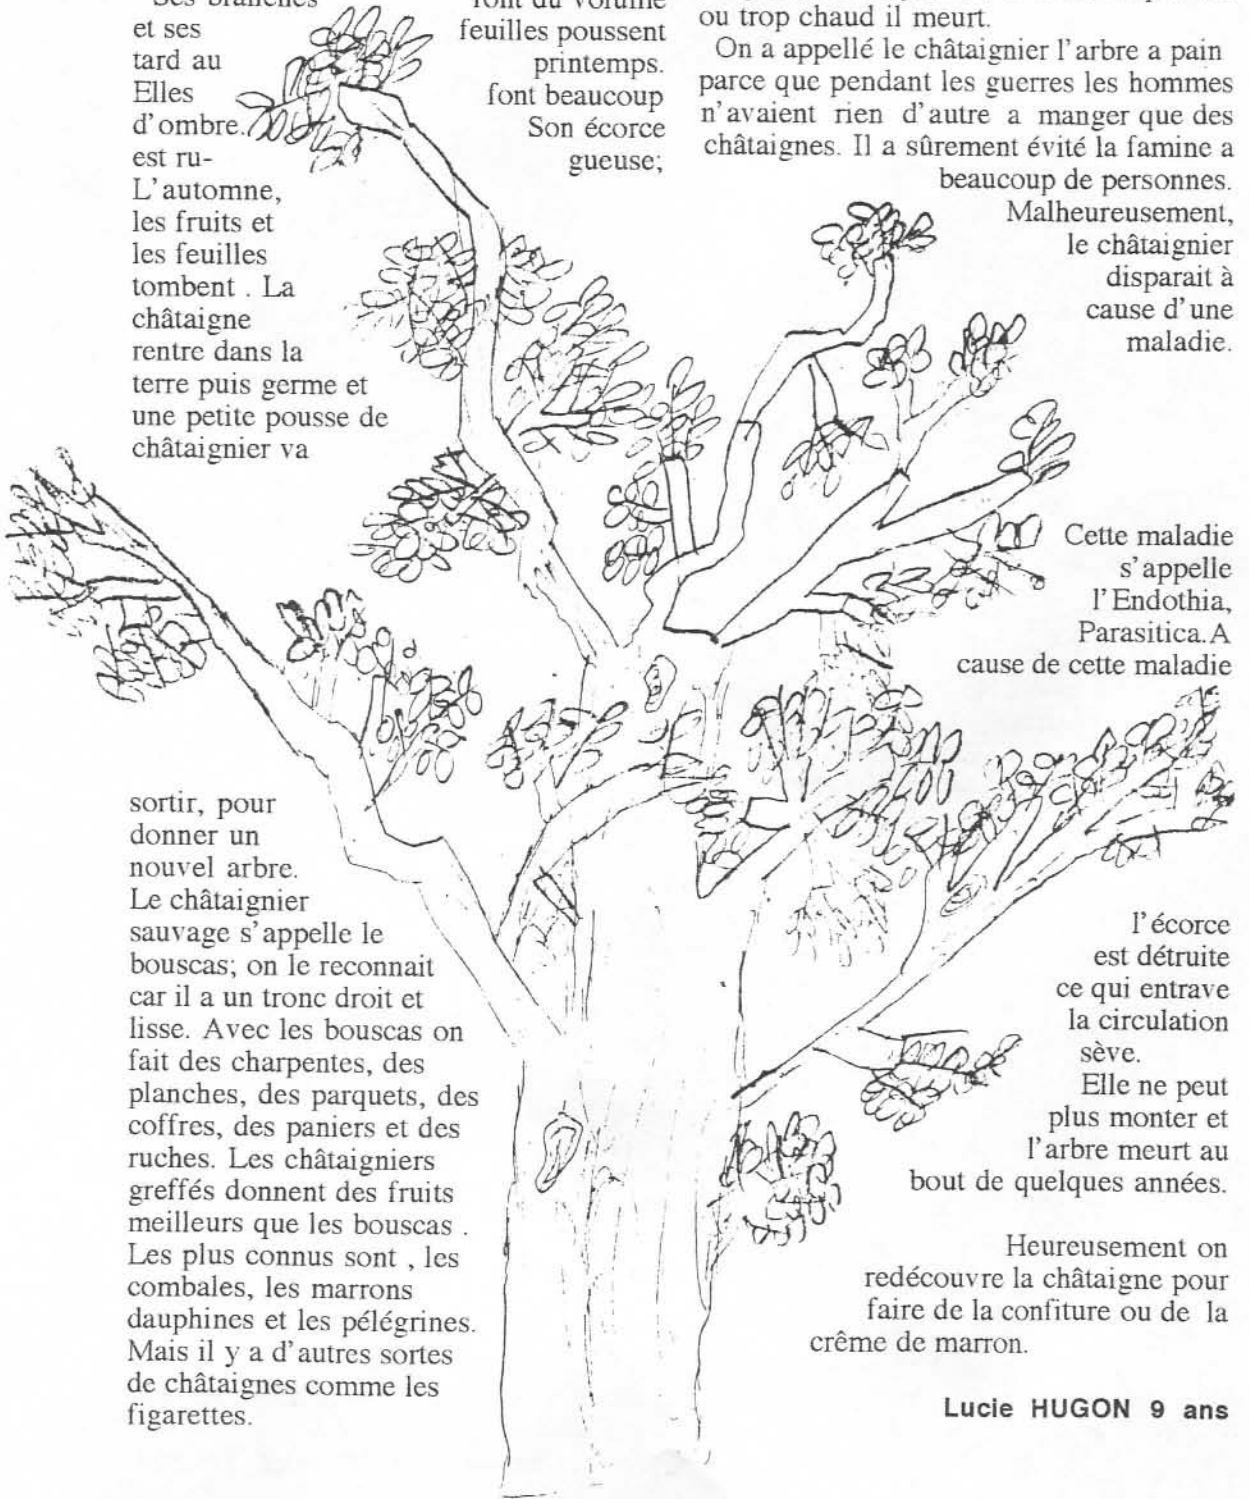 Ses branches font du volume
et ses feuilles poussent
tard au printemps.
Elles font beaucoup
d'ombre. Son écorce
est ru- gueuse;
L'automne,
les fruits et
les feuilles
tombent . La
châtaigne
rentre dans la
terre puis germe et
une petite pousse de
châtaignier va
sortir, pour
donner un
nouvel arbre.
Le châtaignier
sauvage s'appelle le
bouscas; on le reconnait
car il a un tronc droit et
lisse. Avec les bouscas on
fait des charpentes, des
planches, des parquets, des
coffres, des paniers et des
ruches. Les châtaigniers
greffés donnent des fruits
meilleurs que les bouscas .
Les plus connus sont , les
combales, les marrons
dauphines et les pélégrines.
Mais il y a d'autres sortes
de châtaignes comme les
figarettes.
ou trop chaud il meurt.
On a appellé le châtaignier l'arbre a pain
parce que pendant les guerres les hommes
n'avaient rien d'autre a manger que des
châtaignes. Il a sûrement évité la famine a
beaucoup de personnes.
Malheureusement,
le châtaignier
disparait à
cause d'une
maladie.
Cette maladie
s'appelle
l'Endothia,
Parasitica. A
cause de cette maladie
l'écorce
est détruite
ce qui entrave
la circulation
sève.
Elle ne peut
plus monter et
l'arbre meurt au
bout de quelques années.
Heureusement on
redécouvre la châtaigne pour
faire de la confiture ou de la
crême de marron.
Lucie HUGON 9 ans